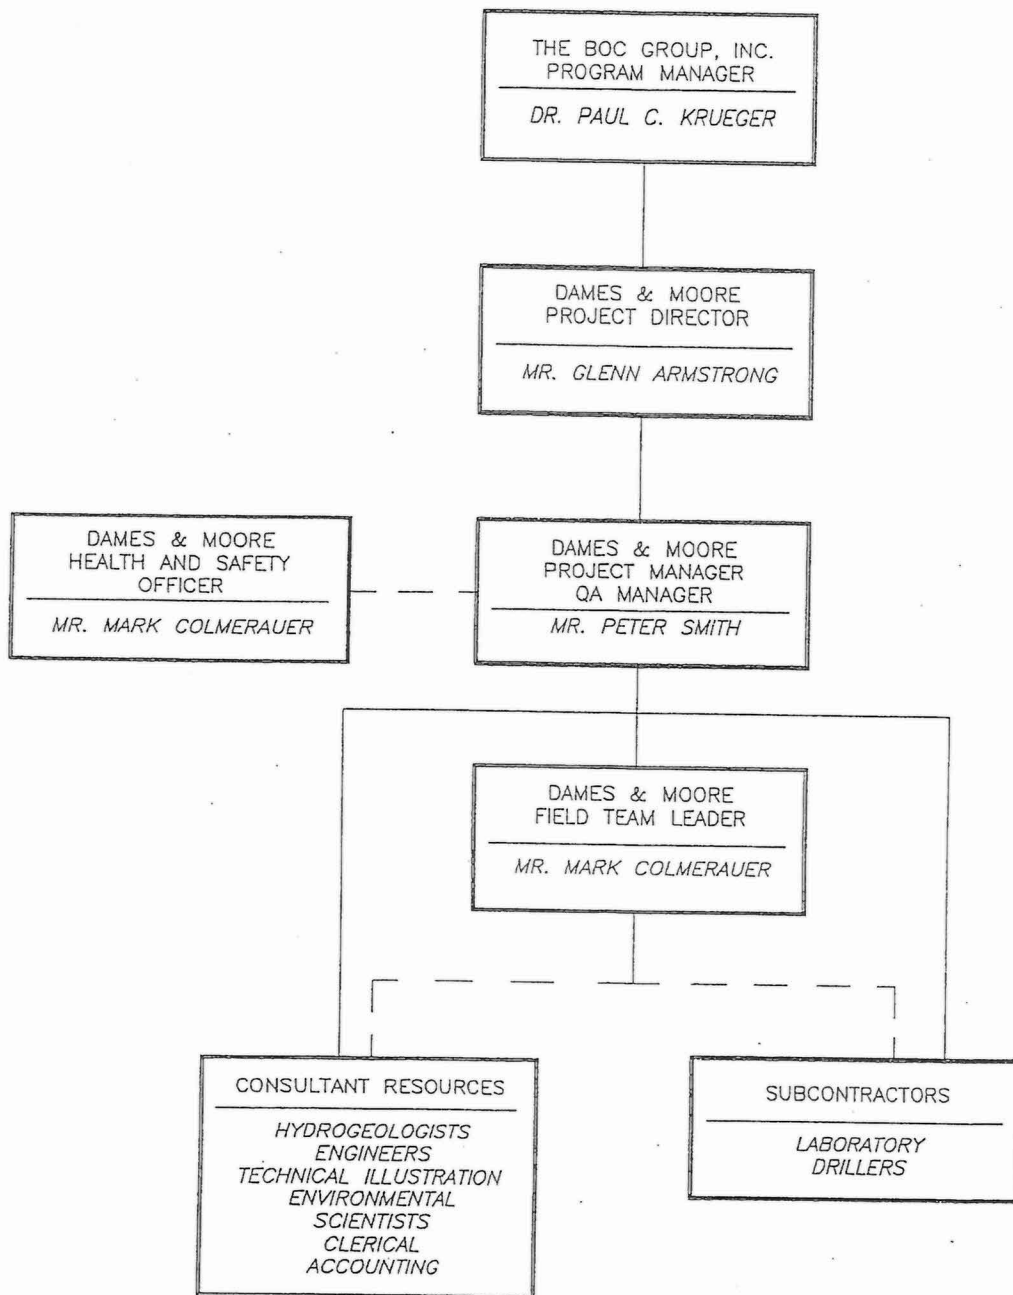 THE BOC GROUP, INC.
PROGRAM MANAGER
DR. PAUL C. KRUEGER
DAMES & MOORE
PROJECT DIRECTOR
MR. GLENN ARMSTRONG
DAMES & MOORE
HEALTH AND SAFETY
OFFICER
MR. MARK COLMERAUER
DAMES & MOORE
PROJECT MANAGER
QA MANAGER
MR. PETER SMITH
DAMES & MOORE
FIELD TEAM LEADER
MR. MARK COLMERAUER
CONSULTANT RESOURCES
HYDROGEOLOGISTS
ENGINEERS
TECHNICAL ILLUSTRATION
ENVIRONMENTAL
SCIENTISTS
CLERICAL
ACCOUNTING
SUBCONTRACTORS
LABORATORY
DRILLERS